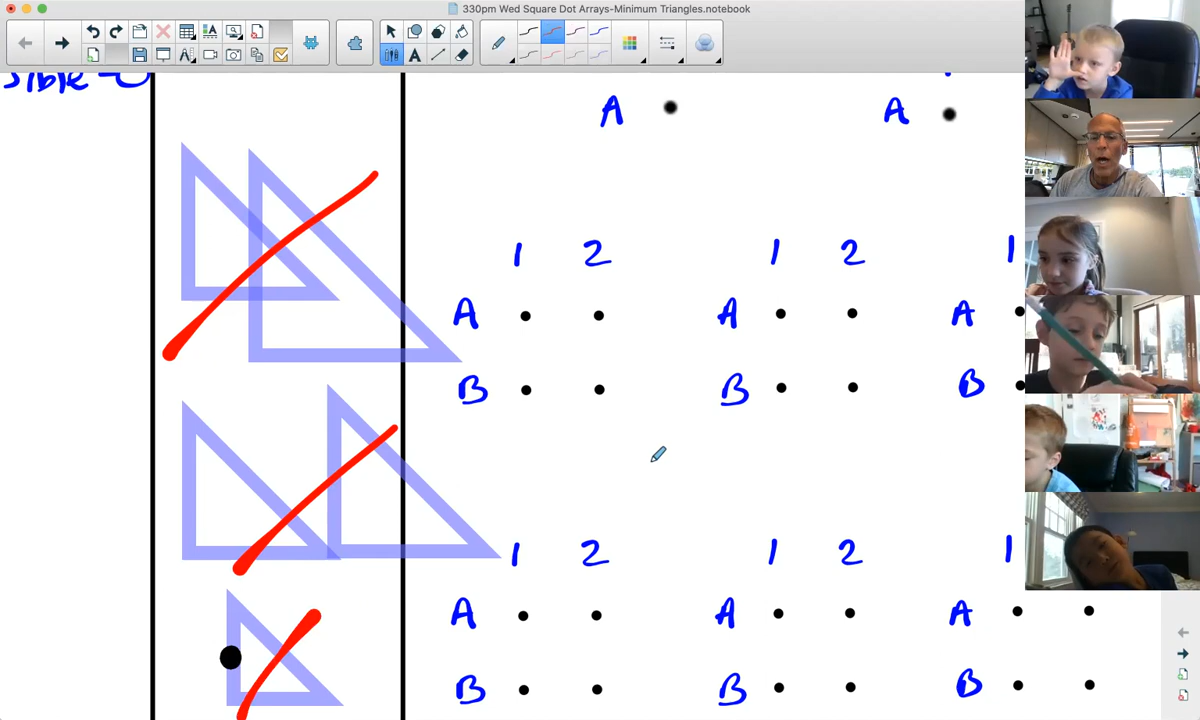 330pm Wed Square Dot Arrays-Minimum Triangles.notebook
A A
1 2 1 2 1
A A A
B B B
1 2 1 2 1
A A A
B B B